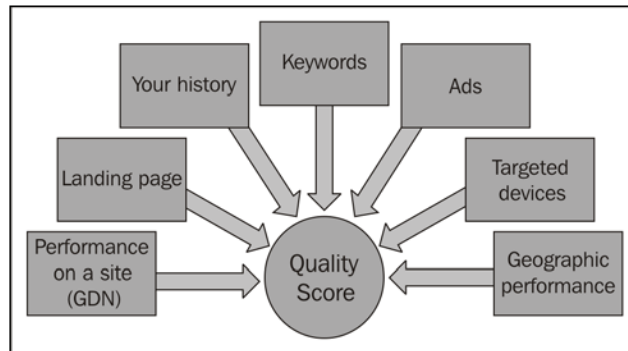 Keywords
Your history
Ads
Landing page
Targeted
devices
Performance
on a site
(GDN)
Quality
Score
Geographic
performance